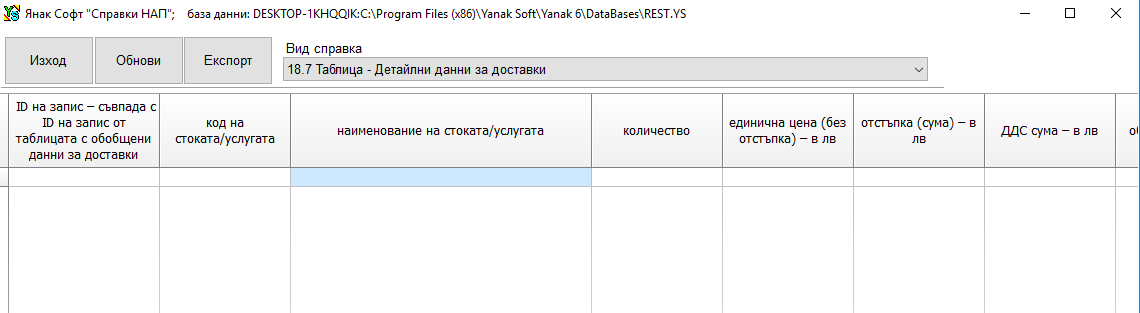 Янак Софт "Справки НАП"; база данни: DESKTOP-1KHQQIK:C:\Program Files (x86)\Yanak Soft\Yanak 6\DataBases\REST.YS
Изход
Обнови
Експорт
Вид справка
18.7 Таблица - Детайлни данни за доставки
ID на запис – съвпада с
ID на запис от
таблицата с обобщени
данни за доставки
код на
стоката/услугата
наименование на стоката/услугата
количество
единична цена (без
отстъпка) – в лв
отстъпка (сума) – в
лв
ДДС сума – в лв